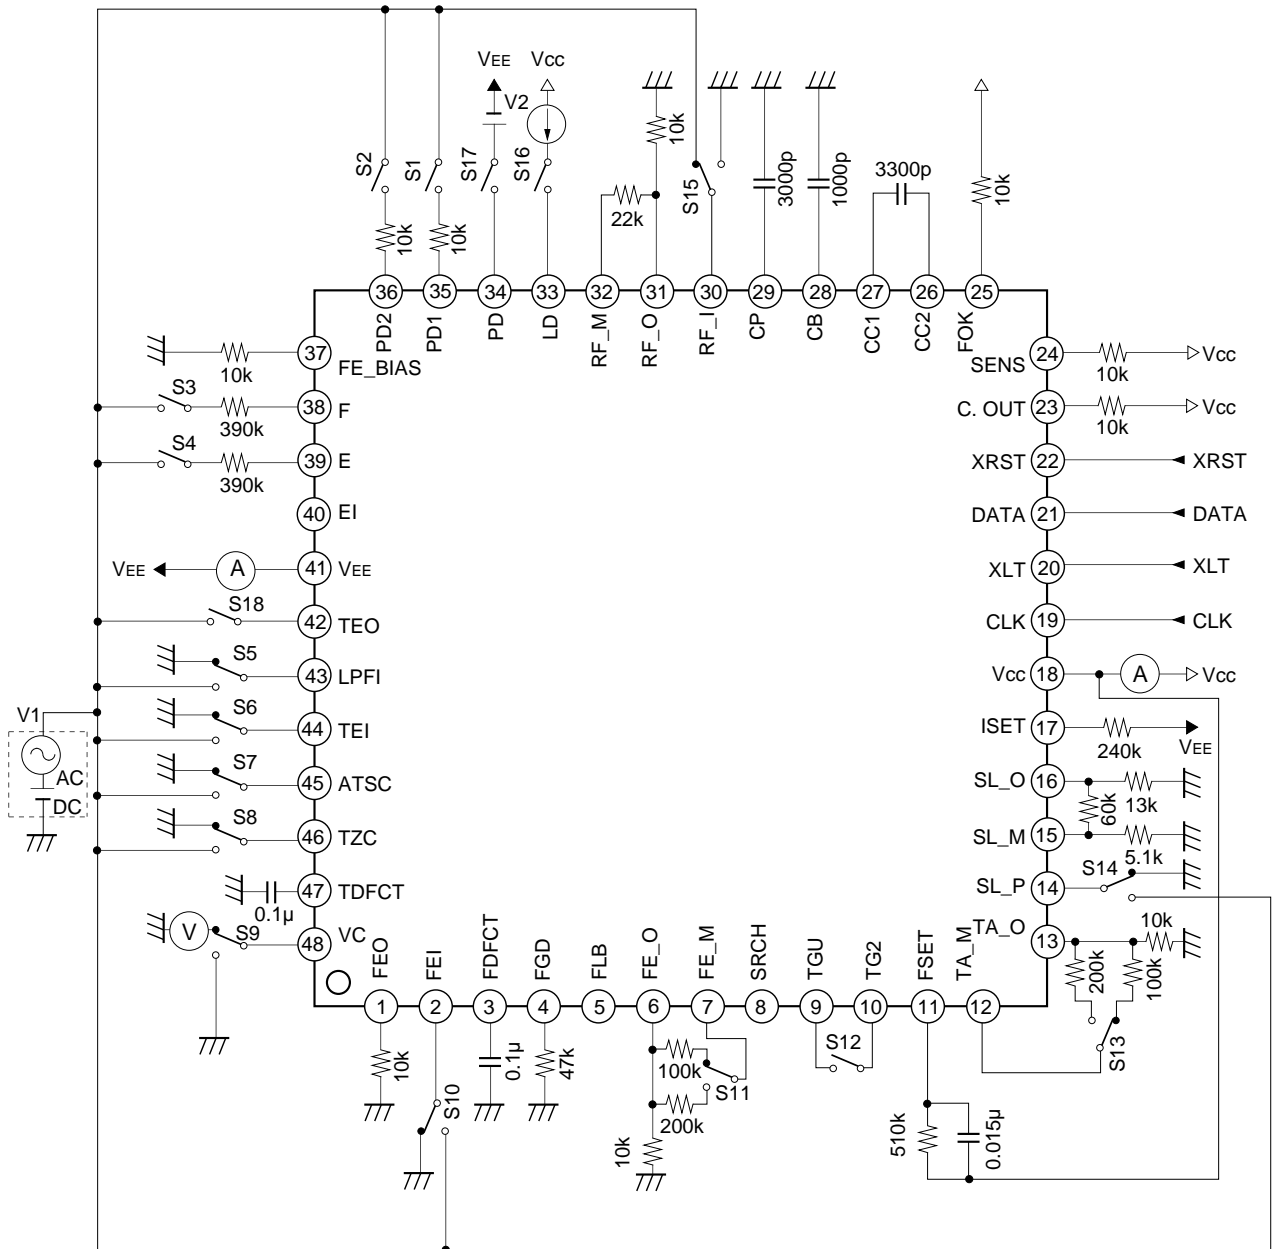 VEE
Vcc
V2
S2
S1
S17
S16
10k
22k
S15
3000p
1000p
3300p
10k
10k
10k
36
35
34
33
32
31
30
29
28
27
26
25
PD2
PD1
PD
LD
RF_M
RF_O
RF_I
CP
CB
CC1
CC2
FOK
10k
37
FE_BIAS
S3
390k
38
F
S4
390k
39
E
40
EI
VEE
A
41
VEE
S18
42
TEO
S5
43
LPFI
S6
44
TEI
S7
45
ATSC
S8
46
TZC
0.1µ
47
TDFCT
V
S9
48
VC
V1
AC
DC
SENS
24
10k
Vcc
C. OUT
23
10k
Vcc
XRST
22
XRST
DATA
21
DATA
XLT
20
XLT
CLK
19
CLK
Vcc
18
A
Vcc
ISET
17
240k
VEE
SL_O
16
60k
13k
SL_M
15
5.1k
SL_P
14
S14
TA_O
13
10k
200k
100k
S13
FEO
FEI
FDFCT
FGD
FLB
FE_O
FE_M
SRCH
TGU
TG2
FSET
TA_M
1
2
3
4
5
6
7
8
9
10
11
12
10k
S10
0.1µ
47k
100k
200k
S11
10k
S12
510k
0.015µ